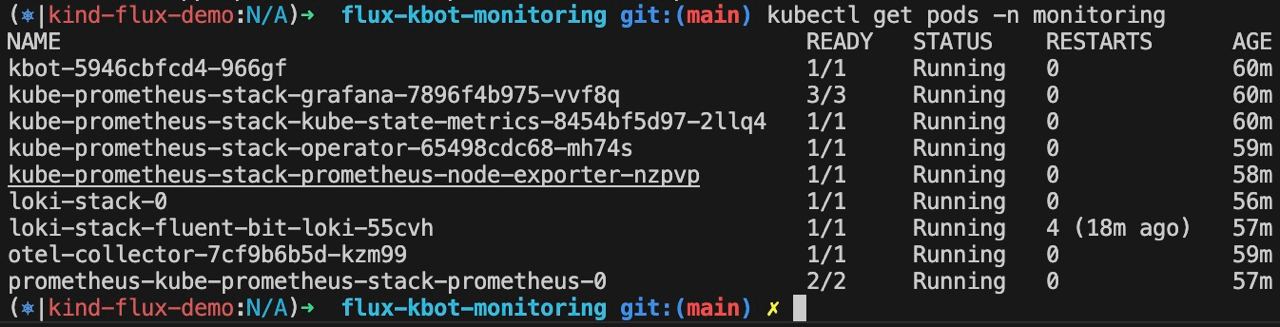 (⎈|kind-flux-demo:N/A)➜ flux-kbot-monitoring git:(main) kubectl get pods -n monitoring
NAME READY STATUS RESTARTS AGE
kbot-5946cbfcd4-966gf 1/1 Running 0 60m
kube-prometheus-stack-grafana-7896f4b975-vvf8q 3/3 Running 0 60m
kube-prometheus-stack-kube-state-metrics-8454bf5d97-2llq4 1/1 Running 0 60m
kube-prometheus-stack-operator-65498cdc68-mh74s 1/1 Running 0 59m
kube-prometheus-stack-prometheus-node-exporter-nzpvp 1/1 Running 0 58m
loki-stack-0 1/1 Running 0 56m
loki-stack-fluent-bit-loki-55cvh 1/1 Running 4 (18m ago) 57m
otel-collector-7cf9b6b5d-kzm99 1/1 Running 0 59m
prometheus-kube-prometheus-stack-prometheus-0 2/2 Running 0 57m
(⎈|kind-flux-demo:N/A)➜ flux-kbot-monitoring git:(main) ✗